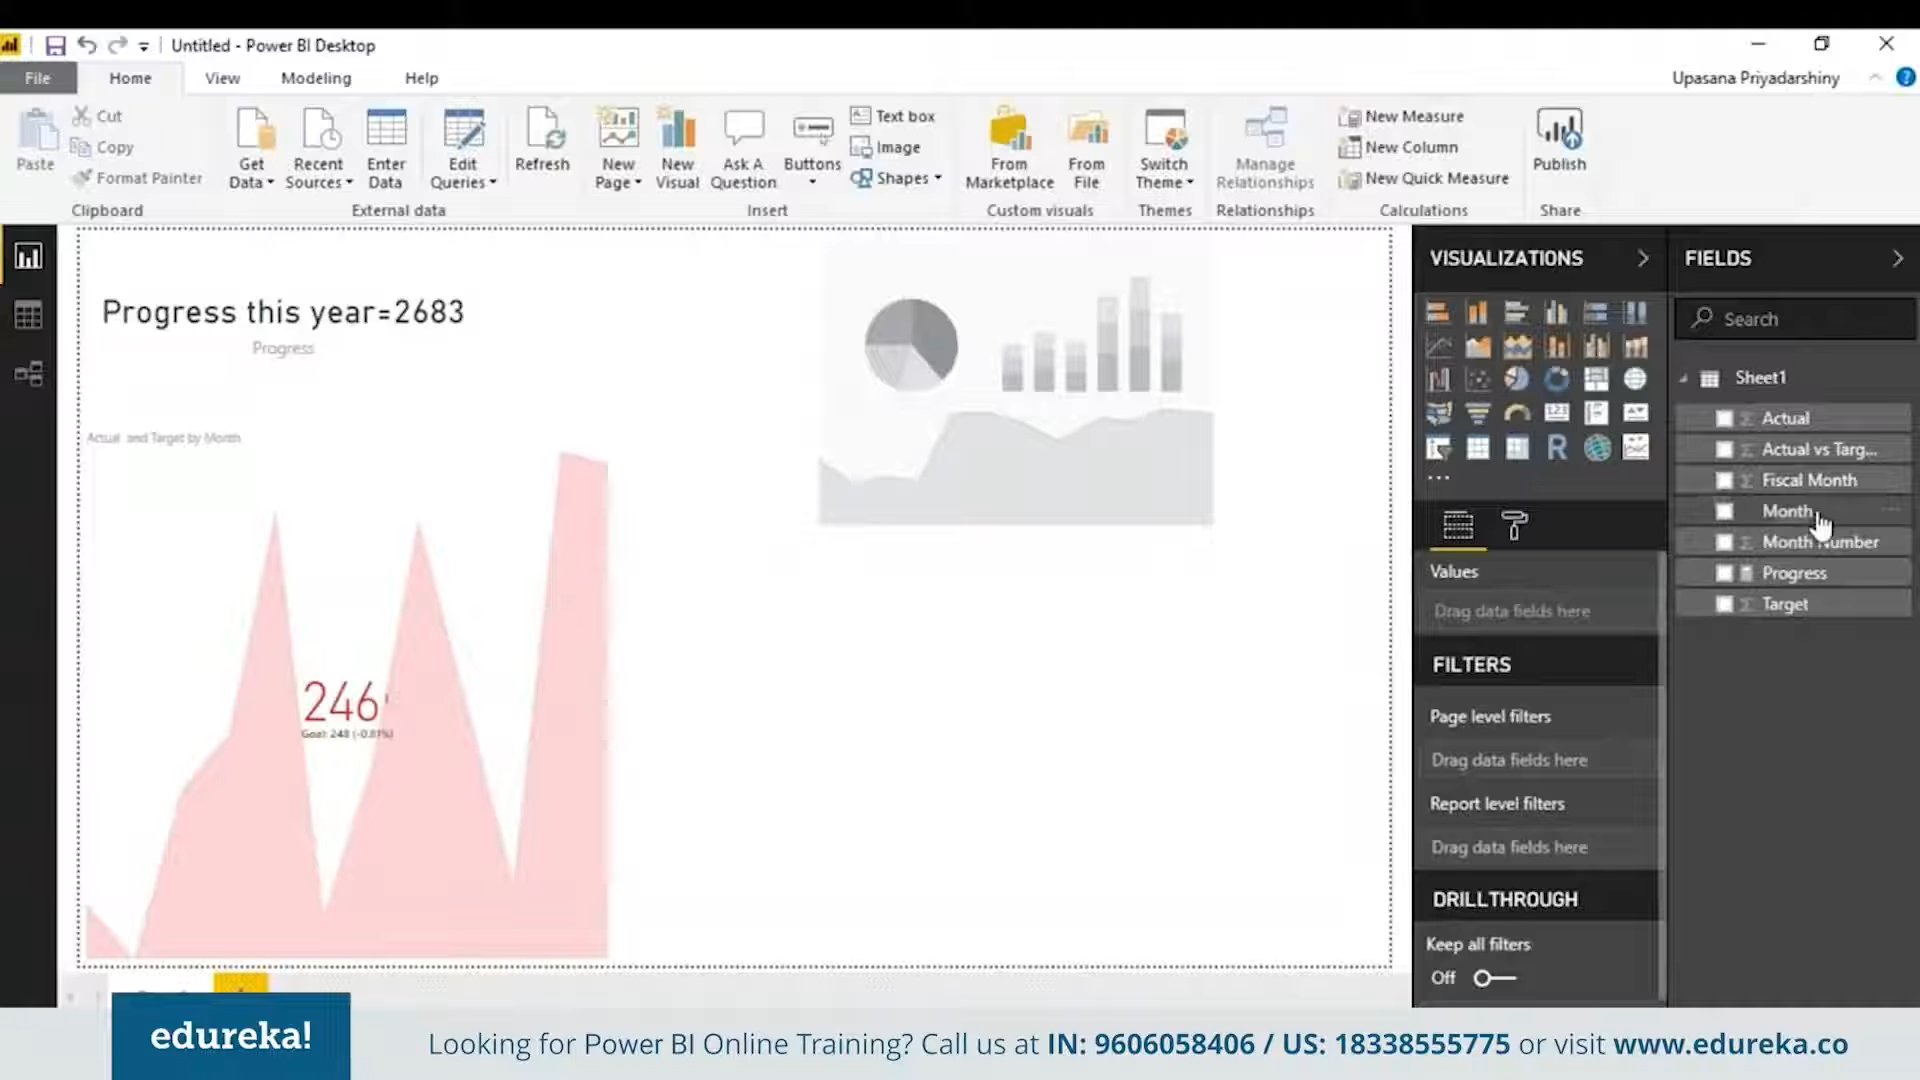 Untitled - Power BI Desktop
File
Home
View
Modeling
Help
Upasana Priyadarshiny
Paste
Cut
Copy
Format Painter
Clipboard
Get Data
Recent Sources
Enter Data
Edit Queries
Refresh
External data
New Page
New Visual
Ask A Question
Buttons
Text box
Image
Shapes
Insert
From Marketplace
From File
Custom visuals
Switch Theme
Themes
Manage Relationships
Relationships
New Measure
New Column
New Quick Measure
Calculations
Publish
Share
Progress this year=2683
Progress
Actual and Target by Month
246!
Goal: 248 (-0.81%)
VISUALIZATIONS
Values
Drag data fields here
FILTERS
Page level filters
Drag data fields here
Report level filters
Drag data fields here
DRILLTHROUGH
Keep all filters
Off
FIELDS
Search
Sheet1
Actual
Actual vs Targ...
Fiscal Month
Month
Month Number
Progress
Target
edureka!
Looking for Power BI Online Training? Call us at IN: 9606058406 / US: 18338555775 or visit www.edureka.co